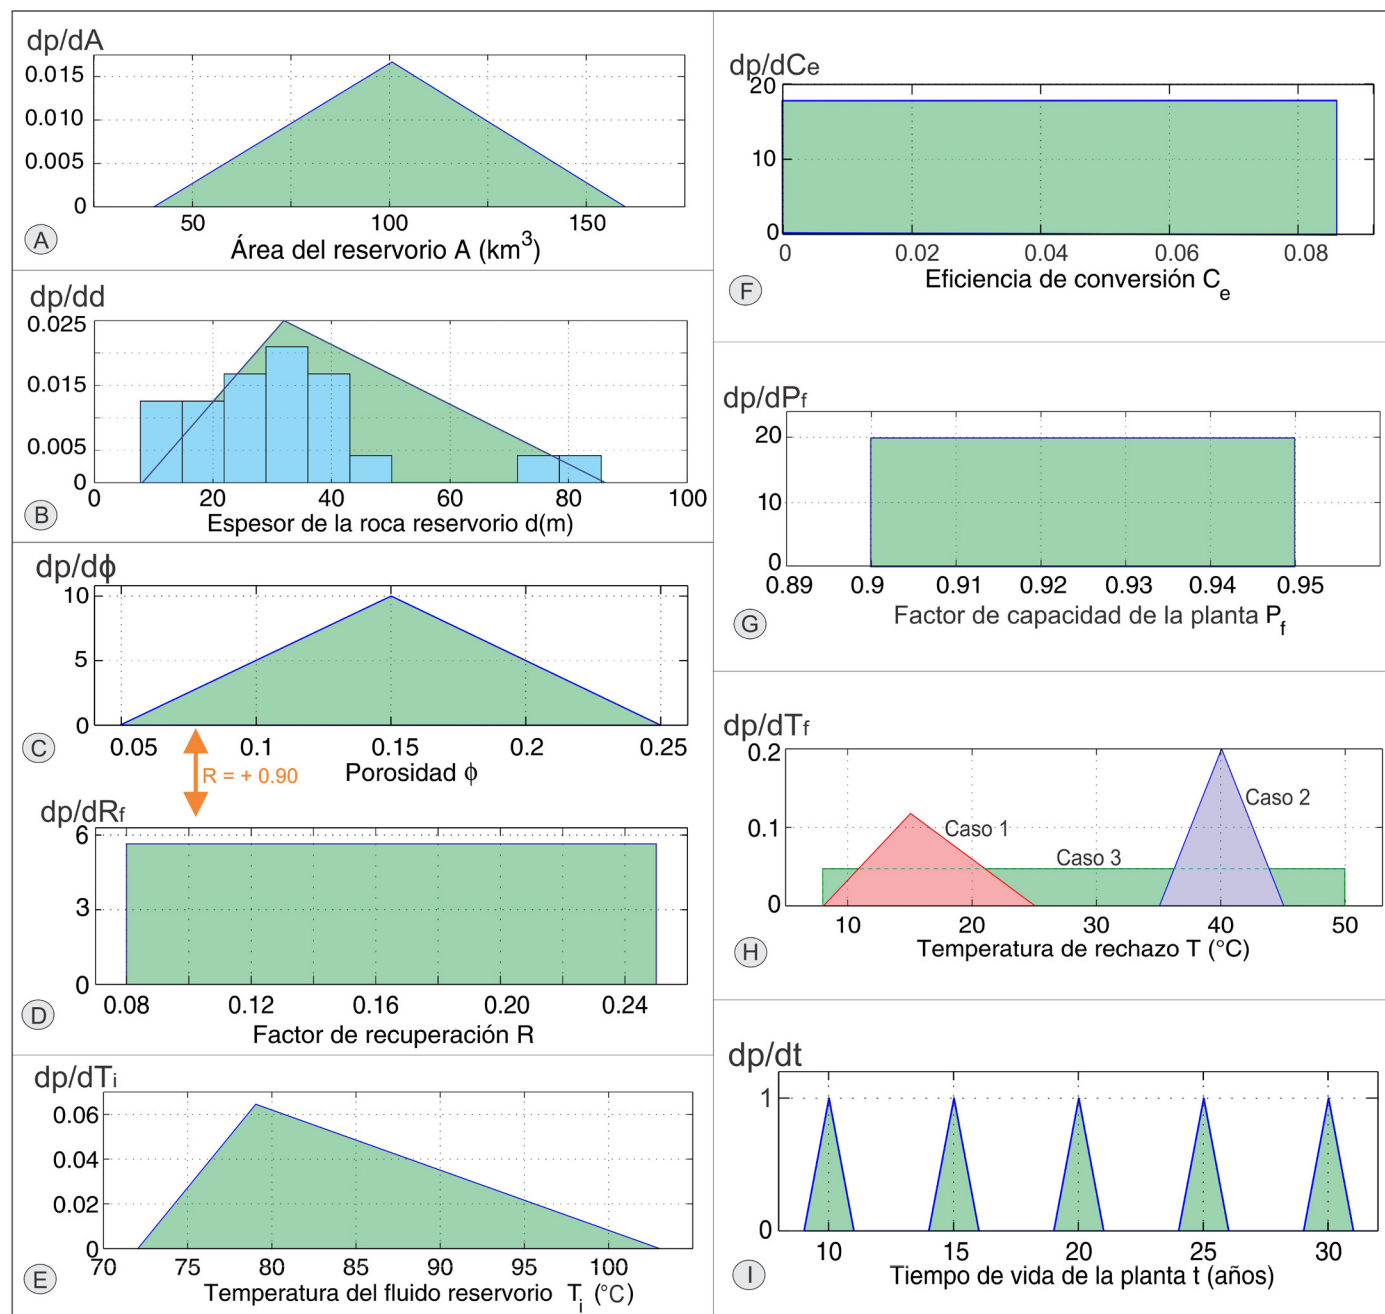 dp/dA
0.015
0.010
0.005
0
50 100 150
Área del reservorio A (km³)
A
dp/dd
0.025
0.015
0.005
0
0 20 40 60 80 100
Espesor de la roca reservorio d(m)
B
dp/dϕ
10
5
0
0.05 0.1 0.15 0.2 0.25
Porosidad ϕ
C
R = + 0.90
dp/dRf
6
3
0
0.08 0.12 0.16 0.20 0.24
Factor de recuperación R
D
dp/dTi
0.06
0.04
0.02
0
70 75 80 85 90 95 100
Temperatura del fluido reservorio Ti (°C)
E
dp/dCe
20
10
0
0 0.02 0.04 0.06 0.08
Eficiencia de conversión Ce
F
dp/dPf
20
10
0
0.89 0.9 0.91 0.92 0.93 0.94 0.95
Factor de capacidad de la planta Pf
G
dp/dTf
0.2
0.1
0
Caso 1
Caso 2
Caso 3
10 20 30 40 50
Temperatura de rechazo T (°C)
H
dp/dt
1
0
10 15 20 25 30
Tiempo de vida de la planta t (años)
I